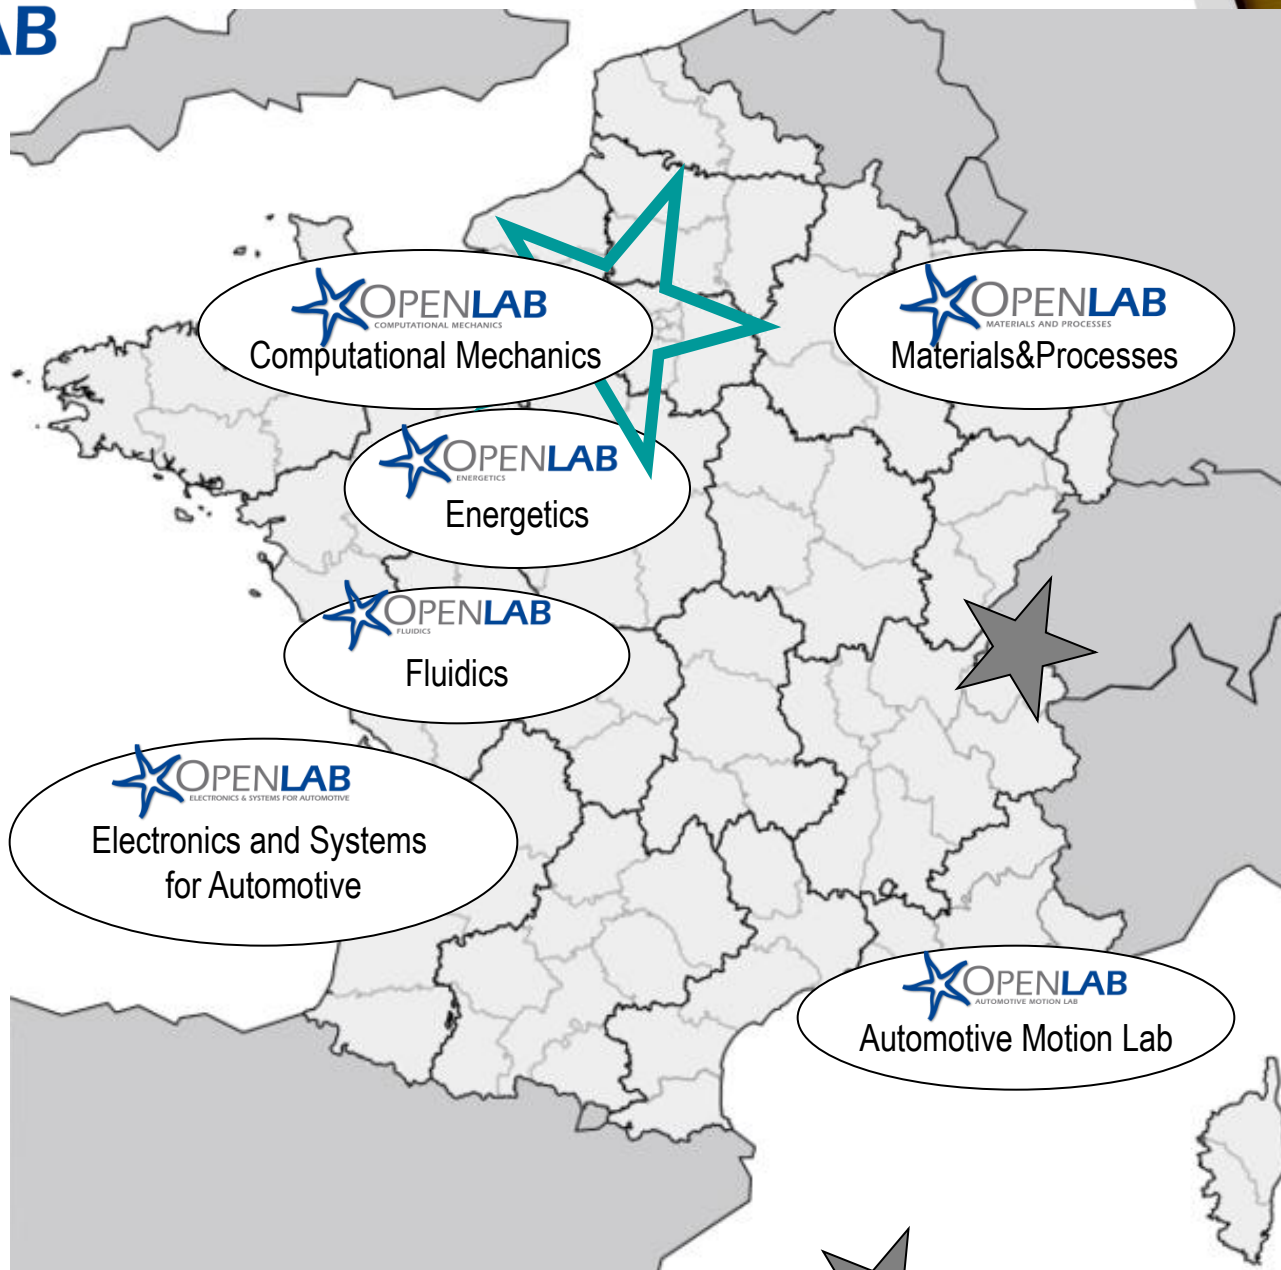 AB
OPENLAB
COMPUTATIONAL MECHANICS
Computational Mechanics
OPENLAB
MATERIALS AND PROCESSES
Materials&Processes
OPENLAB
ENERGETICS
Energetics
OPENLAB
FLUIDICS
Fluidics
OPENLAB
ELECTRONICS & SYSTEMS FOR AUTOMOTIVE
Electronics and Systems
for Automotive
OPENLAB
AUTOMOTIVE MOTION LAB
Automotive Motion Lab